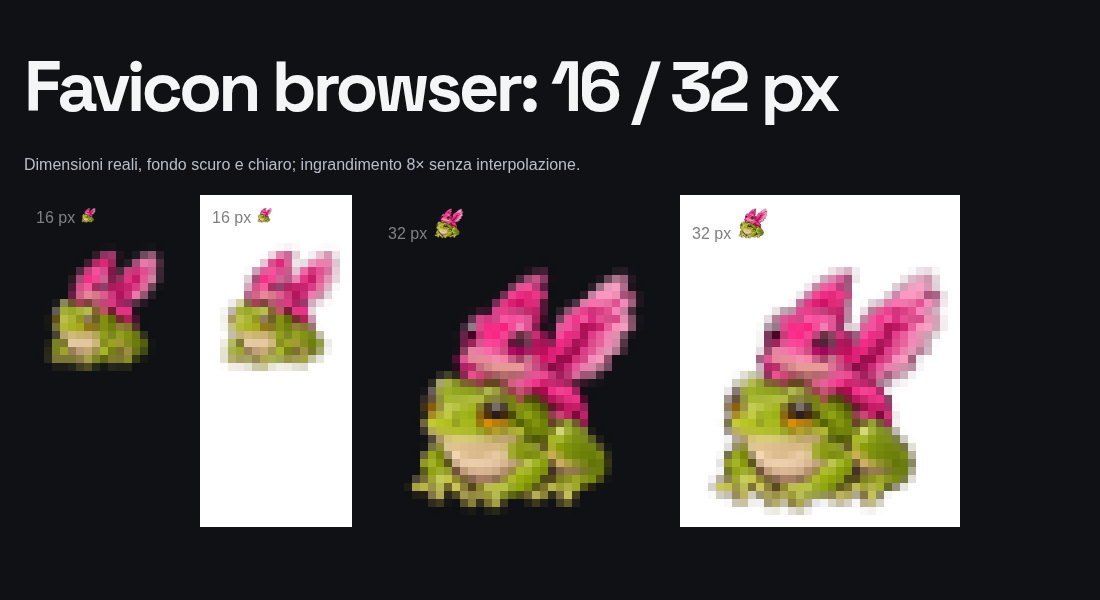 Favicon browser: 16 / 32 px
Dimensioni reali, fondo scuro e chiaro; ingrandimento 8× senza interpolazione.
16 px
16 px
32 px
32 px